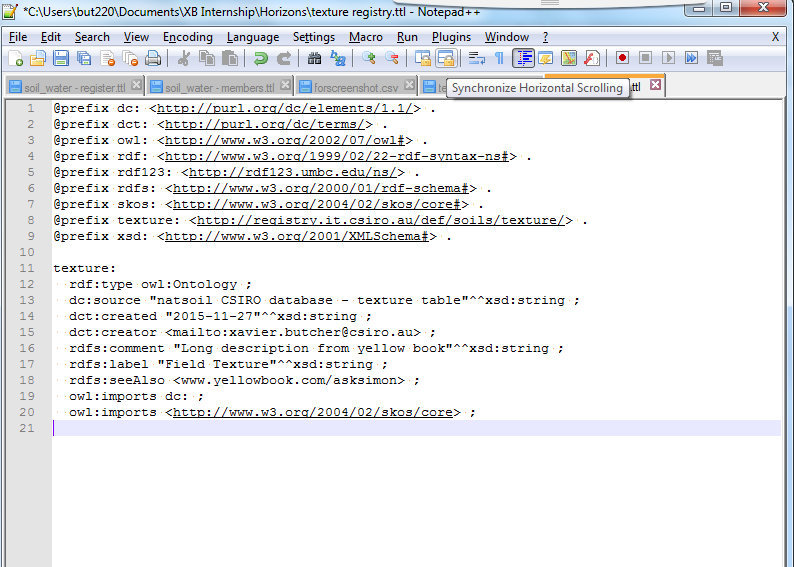 *C:\Users\but220\Documents\XB Internship\Horizons\texture registry.ttl - Notepad++
File Edit Search View Encoding Language Settings Macro Run Plugins Window ? X
soil_water - register.ttl soil_water - members.ttl forscreenshot.csv te .ttl
Synchronize Horizontal Scrolling
1 @prefix dc: <http://purl.org/dc/elements/1.1/> .
2 @prefix dct: <http://purl.org/dc/terms/> .
3 @prefix owl: <http://www.w3.org/2002/07/owl#> .
4 @prefix rdf: <http://www.w3.org/1999/02/22-rdf-syntax-ns#> .
5 @prefix rdf123: <http://rdf123.umbc.edu/ns/> .
6 @prefix rdfs: <http://www.w3.org/2000/01/rdf-schema#> .
7 @prefix skos: <http://www.w3.org/2004/02/skos/core#> .
8 @prefix texture: <http://registry.it.csiro.au/def/soils/texture/> .
9 @prefix xsd: <http://www.w3.org/2001/XMLSchema#> .
10
11 texture:
12 rdf:type owl:Ontology ;
13 dc:source "natsoil CSIRO database - texture table"^^xsd:string ;
14 dct:created "2015-11-27"^^xsd:string ;
15 dct:creator <mailto:xavier.butcher@csiro.au> ;
16 rdfs:comment "Long description from yellow book"^^xsd:string ;
17 rdfs:label "Field Texture"^^xsd:string ;
18 rdfs:seeAlso <www.yellowbook.com/asksimon> ;
19 owl:imports dc: ;
20 owl:imports <http://www.w3.org/2004/02/skos/core> ;
21